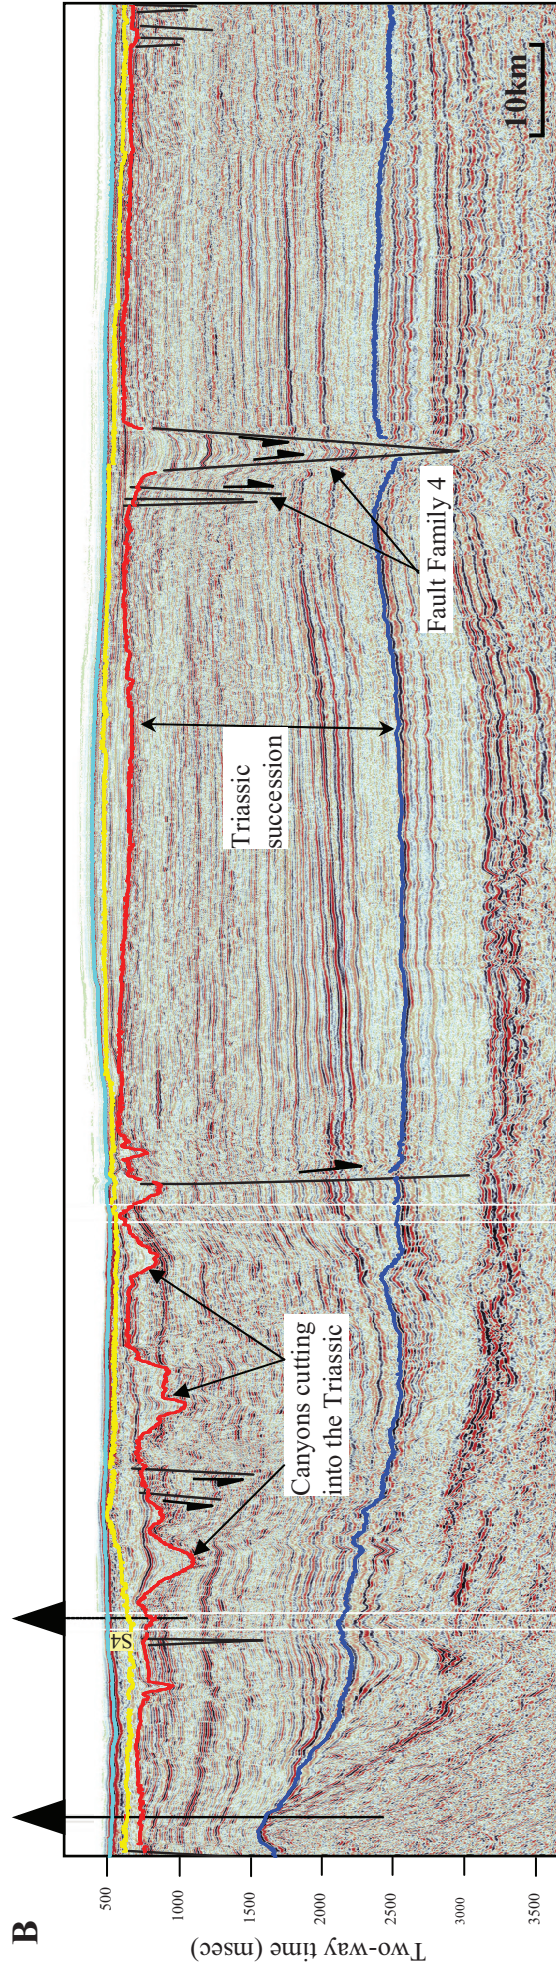 B
Two-way time (msec)
500
1000
1500
2000
2500
3000
3500
S4
Canyons cutting
into the Triassic
Triassic
succession
Fault Family 4
10km